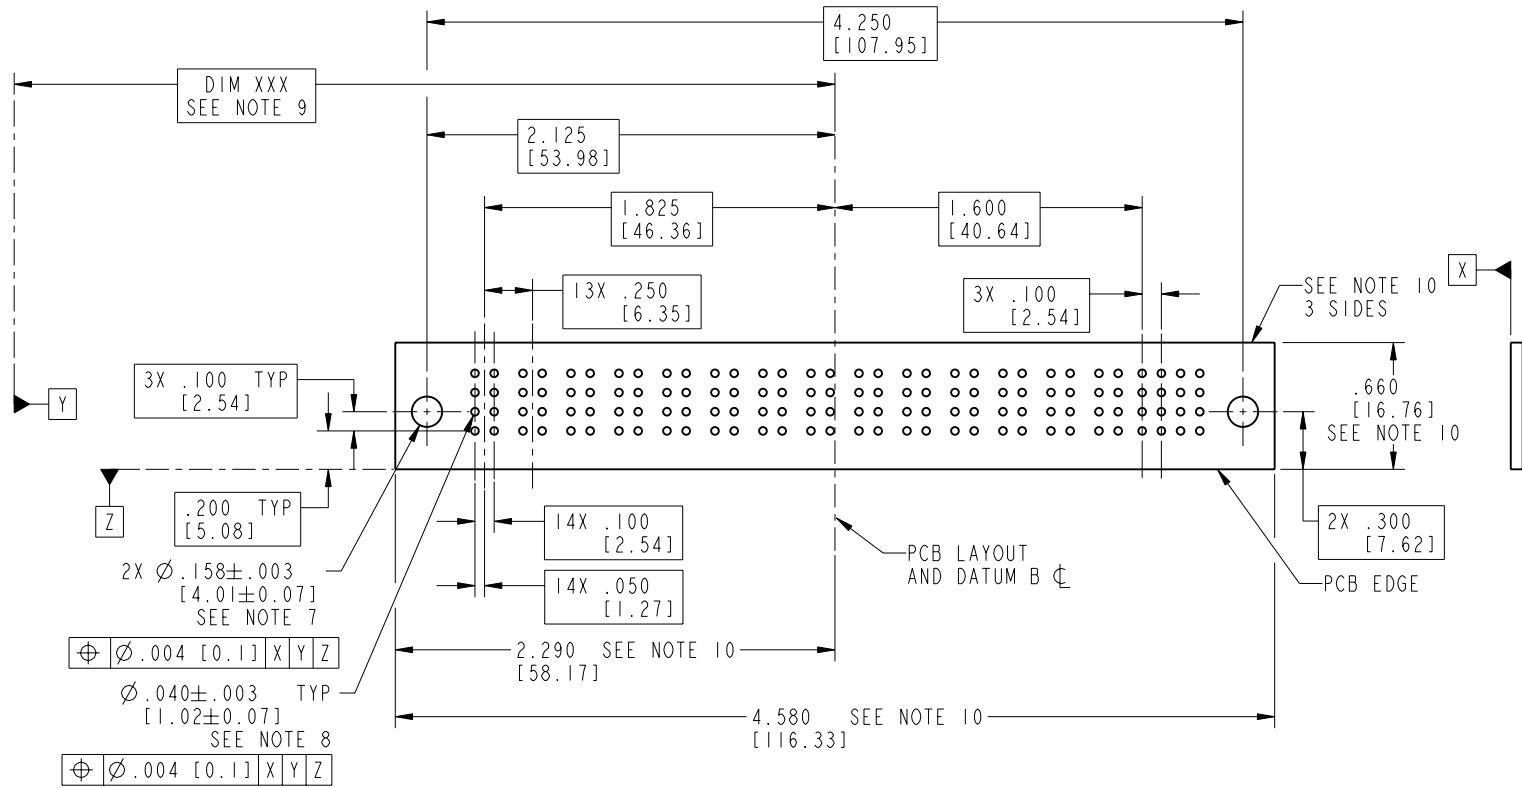 4.250
[107.95]
DIM XXX
SEE NOTE 9
2.125
[53.98]
1.825
[46.36]
1.600
[40.64]
13X .250
[6.35]
3X .100
[2.54]
X
SEE NOTE 10
3 SIDES
3X .100 TYP
[2.54]
Y
.660
[16.76]
SEE NOTE 10
.200 TYP
[5.08]
Z
14X .100
[2.54]
2X .300
[7.62]
PCB LAYOUT
AND DATUM B ℄
PCB EDGE
2X ∅.158±.003
[4.01±0.07]
SEE NOTE 7
14X .050
[1.27]
⌖ ∅.004 [0.1] X Y Z
2.290 SEE NOTE 10
[58.17]
∅.040±.003 TYP
[1.02±0.07]
SEE NOTE 8
4.580 SEE NOTE 10
[116.33]
⌖ ∅.004 [0.1] X Y Z